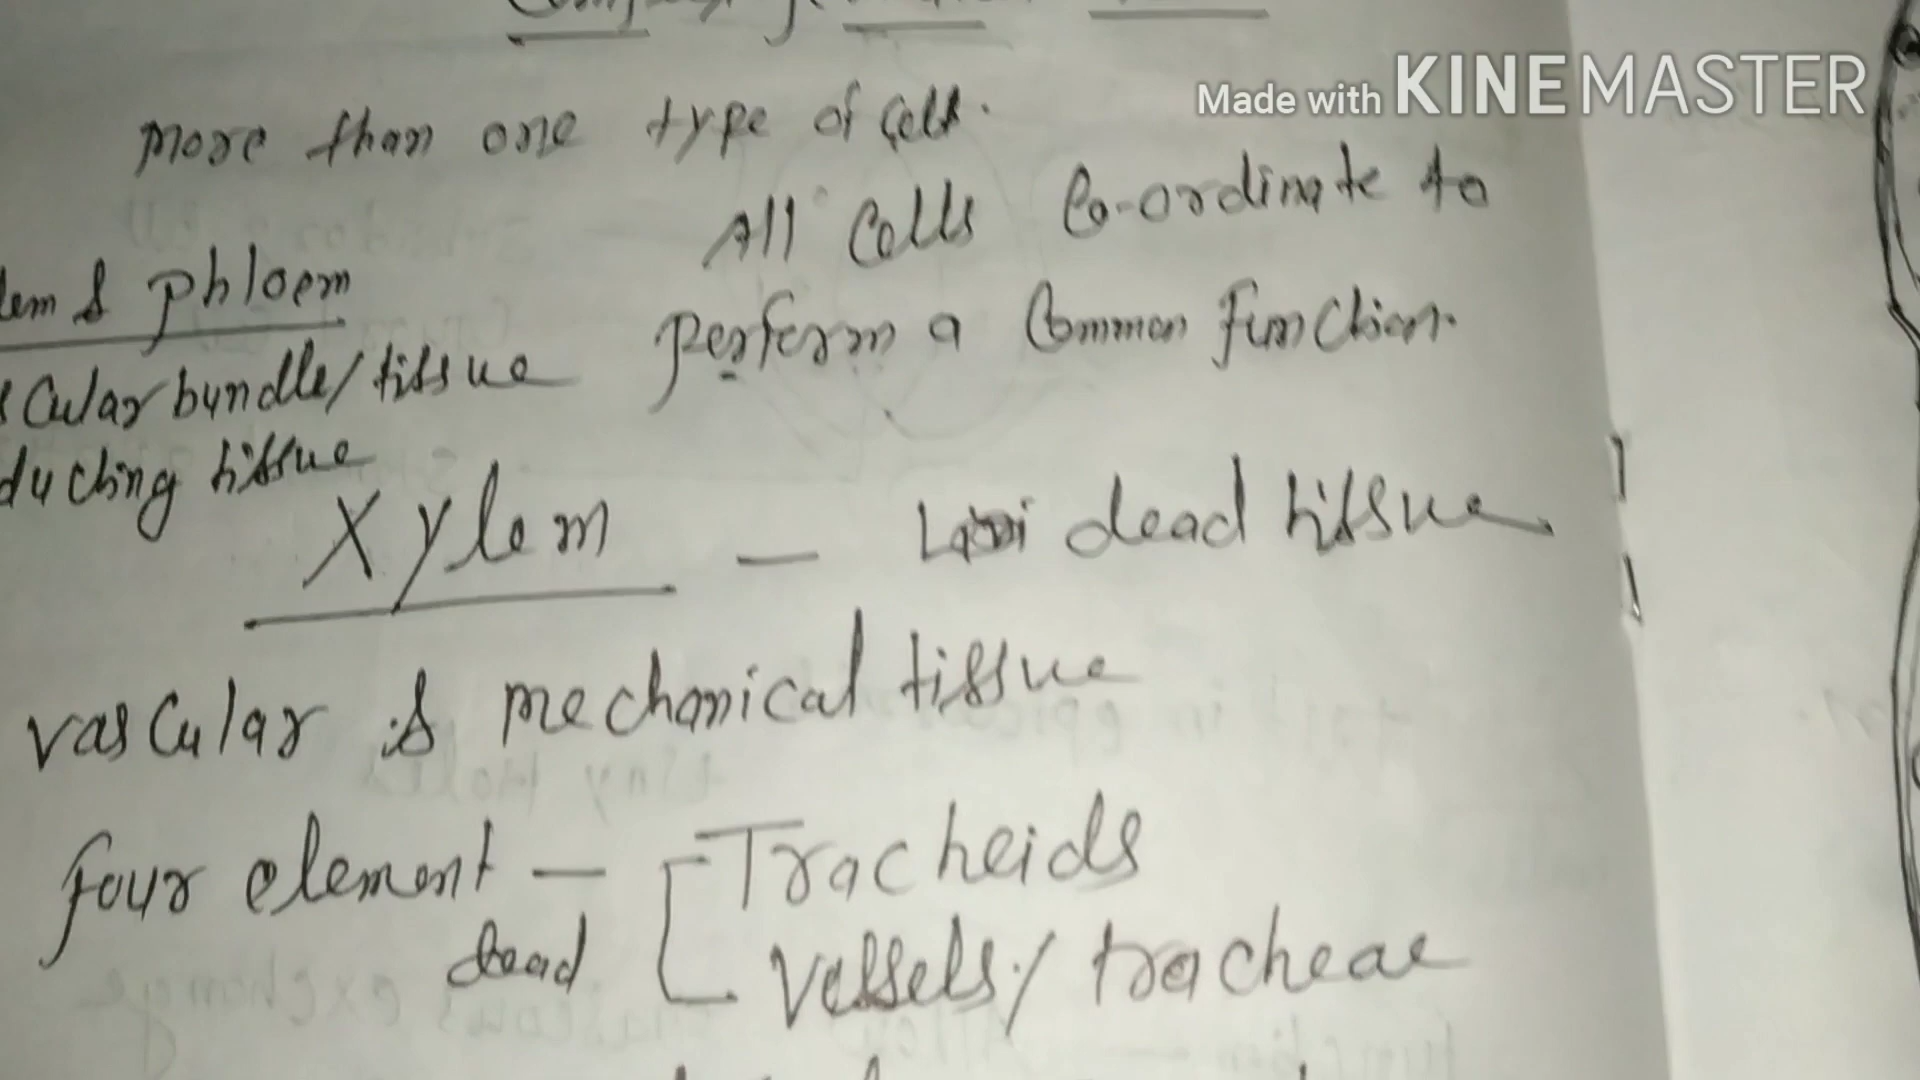 Made with KINEMASTER
more than one type of cell.
All cells co-ordinate to
perform a common function.
lem & phloem
cular bundle/tissue
ducting tissue
Xylem — dead tissue
vascular & mechanical tissue
four element — Tracheids
dead Vessels/tracheae